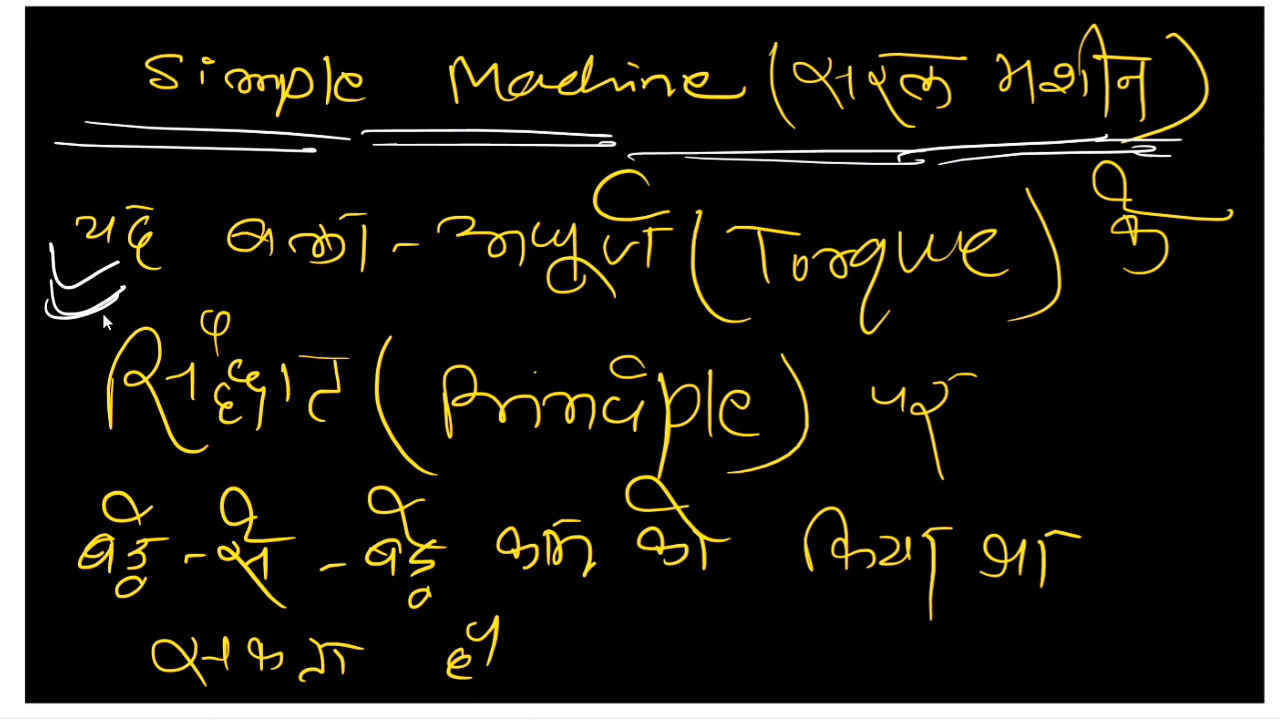 Simple Machine (सरल मशीन)
यह बलों - आघुर्ण (Torque) के
सिद्धांत (Principle) पर
बड़े - से - बड़े काम को किया जा
सकता है